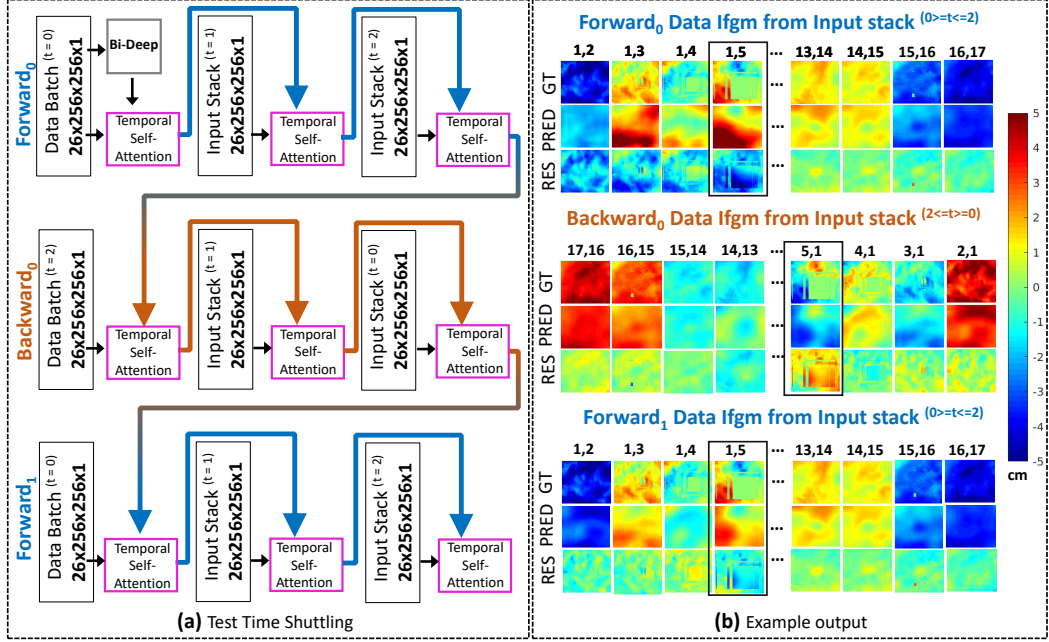 Forward0
Data Batch (t = 0)
26x256x256x1
Bi-Deep
Temporal
Self-
Attention
Input Stack (t = 1)
26x256x256x1
Temporal
Self-
Attention
Input Stack (t = 2)
26x256x256x1
Temporal
Self-
Attention
Backward0
Data Batch (t = 2)
26x256x256x1
Temporal
Self-
Attention
Input Stack (t = 1)
26x256x256x1
Temporal
Self-
Attention
Input Stack (t = 0)
26x256x256x1
Temporal
Self-
Attention
Forward1
Data Batch (t = 0)
26x256x256x1
Temporal
Self-
Attention
Input Stack (t = 1)
26x256x256x1
Temporal
Self-
Attention
Input Stack (t = 2)
26x256x256x1
Temporal
Self-
Attention
(a) Test Time Shuttling
Forward0 Data Ifgm from Input stack (0>=t<=2)
1,2 1,3 1,4 1,5 ... 13,14 14,15 15,16 16,17
GT
...
PRED
...
RES
...
Backward0 Data Ifgm from Input stack (2<=t>=0)
17,16 16,15 15,14 14,13 ... 5,1 4,1 3,1 2,1
GT
...
PRED
...
RES
...
Forward1 Data Ifgm from Input stack (0>=t<=2)
1,2 1,3 1,4 1,5 ... 13,14 14,15 15,16 16,17
GT
...
PRED
...
RES
...
5
4
3
2
1
0
-1
-2
-3
-4
-5
cm
(b) Example output